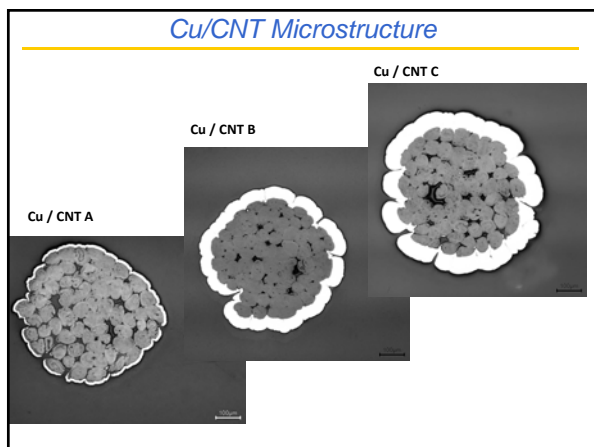 Cu/CNT Microstructure
Cu / CNT C
Cu / CNT B
Cu / CNT A
100µm